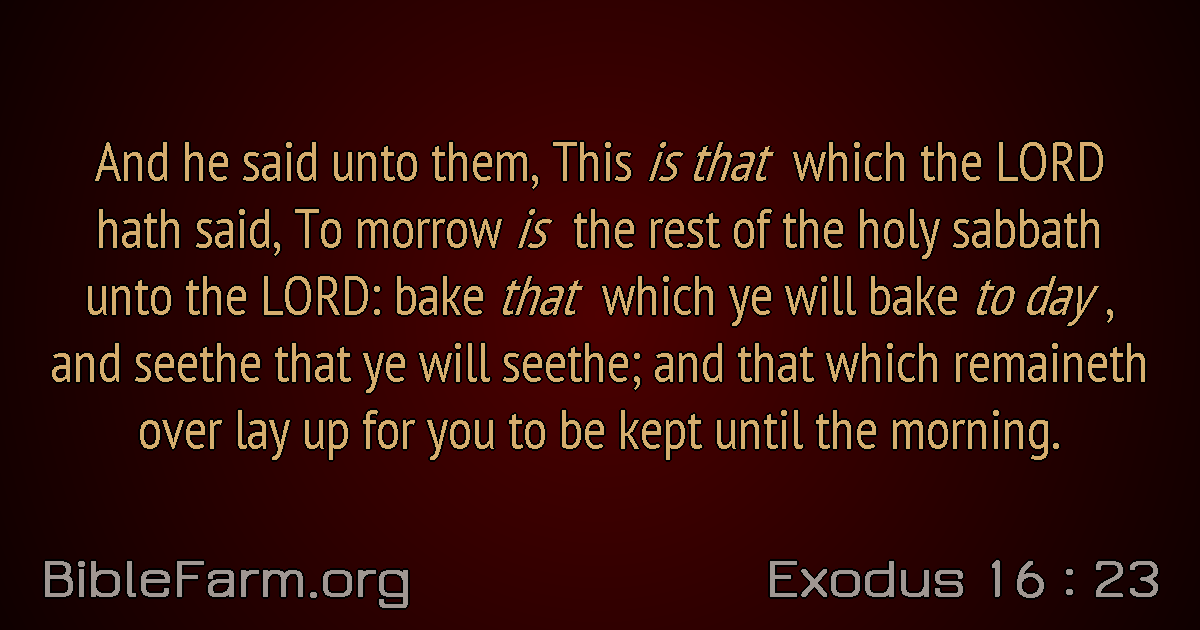 And he said unto them, This is that which the LORD
hath said, To morrow is the rest of the holy sabbath
unto the LORD: bake that which ye will bake to day ,
and seethe that ye will seethe; and that which remaineth
over lay up for you to be kept until the morning.
BibleFarm.org
Exodus 16 : 23